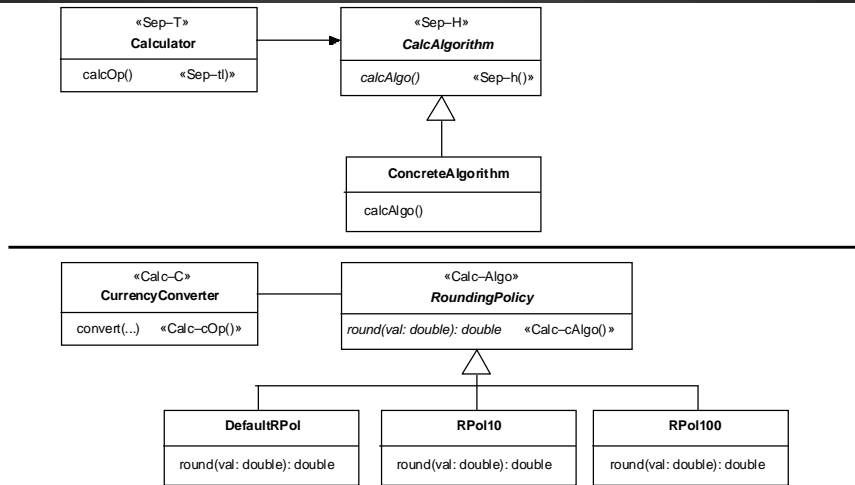 «Sep–T»
Calculator
calcOp() «Sep–tl)»
«Sep–H»
CalcAlgorithm
calcAlgo() «Sep–h()»
ConcreteAlgorithm
calcAlgo()
«Calc–C»
CurrencyConverter
convert(...) «Calc–cOp()»
«Calc–Algo»
RoundingPolicy
round(val: double): double «Calc–cAlgo()»
DefaultRPol
round(val: double): double
RPol10
round(val: double): double
RPol100
round(val: double): double